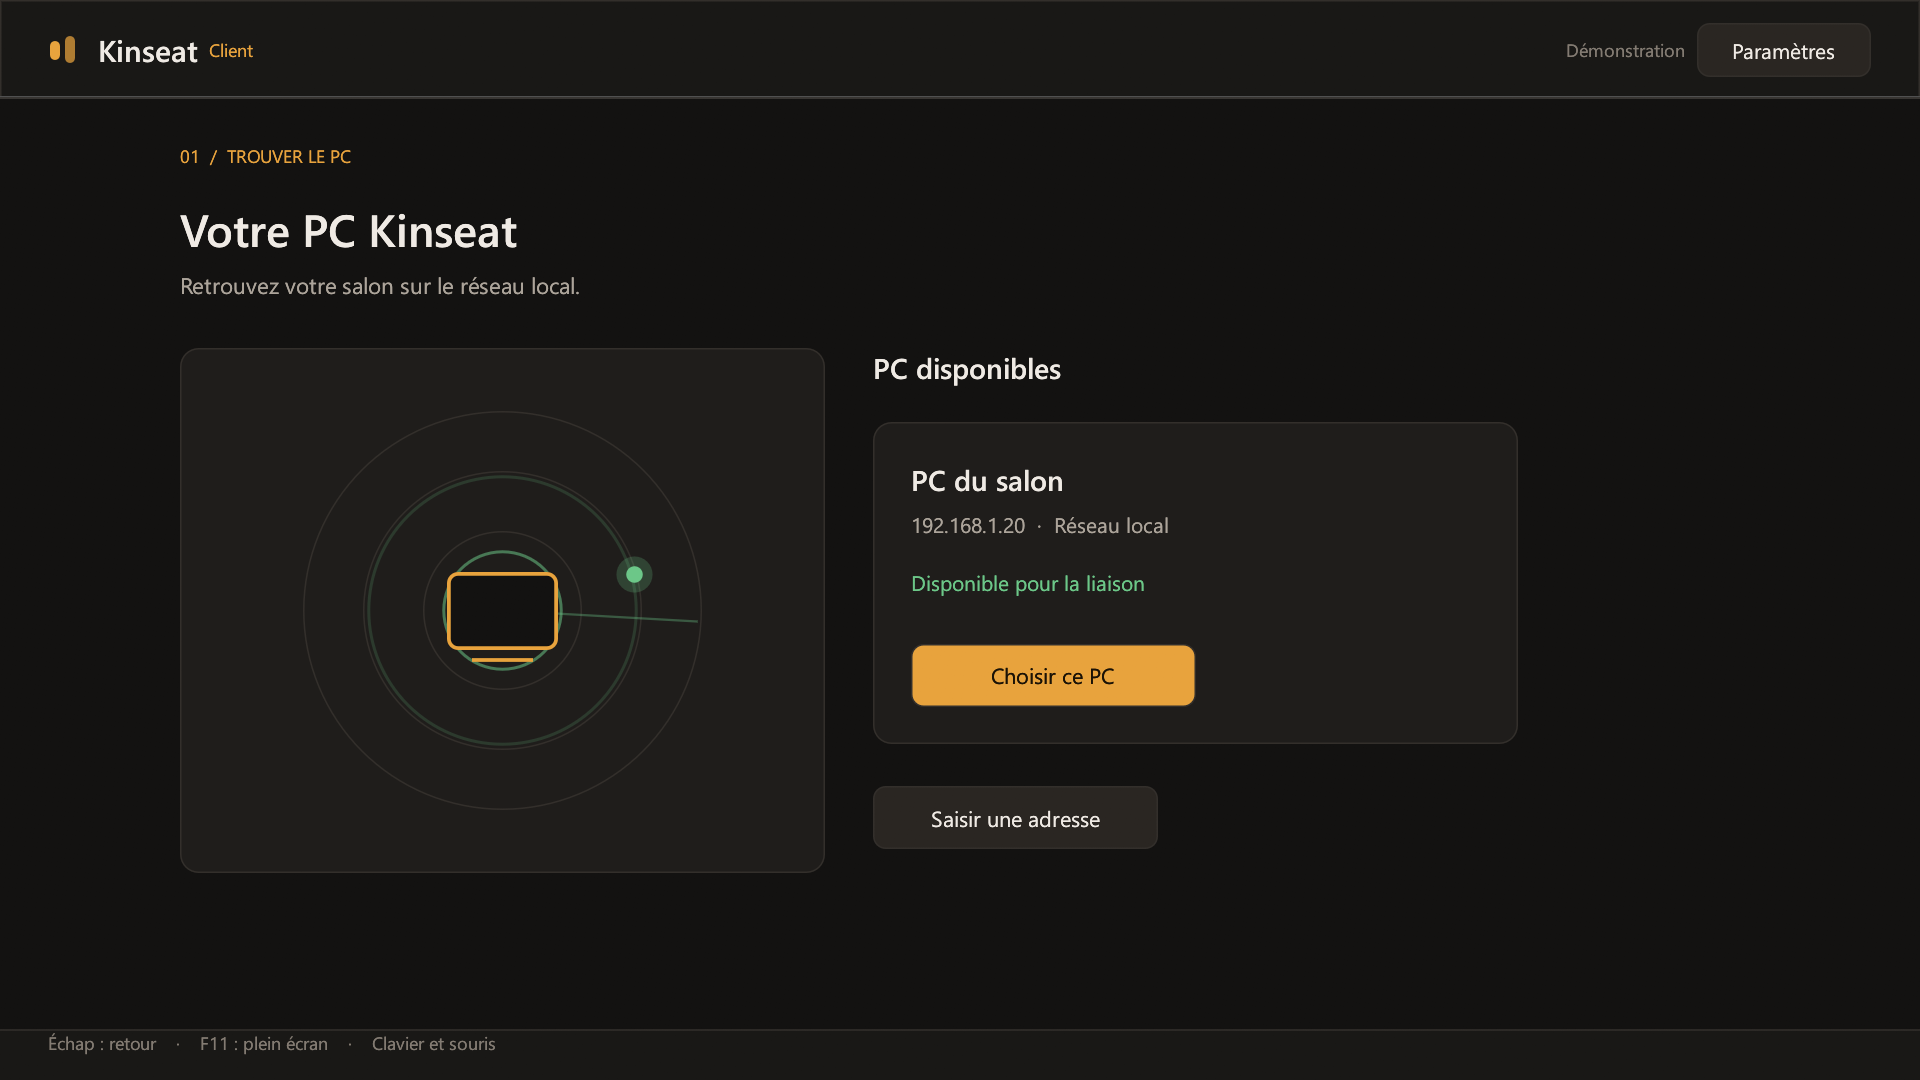 Kinseat Client
Démonstration
Paramètres
01 / TROUVER LE PC
Votre PC Kinseat
Retrouvez votre salon sur le réseau local.
PC disponibles
PC du salon
192.168.1.20 · Réseau local
Disponible pour la liaison
Choisir ce PC
Saisir une adresse
Échap : retour · F11 : plein écran · Clavier et souris